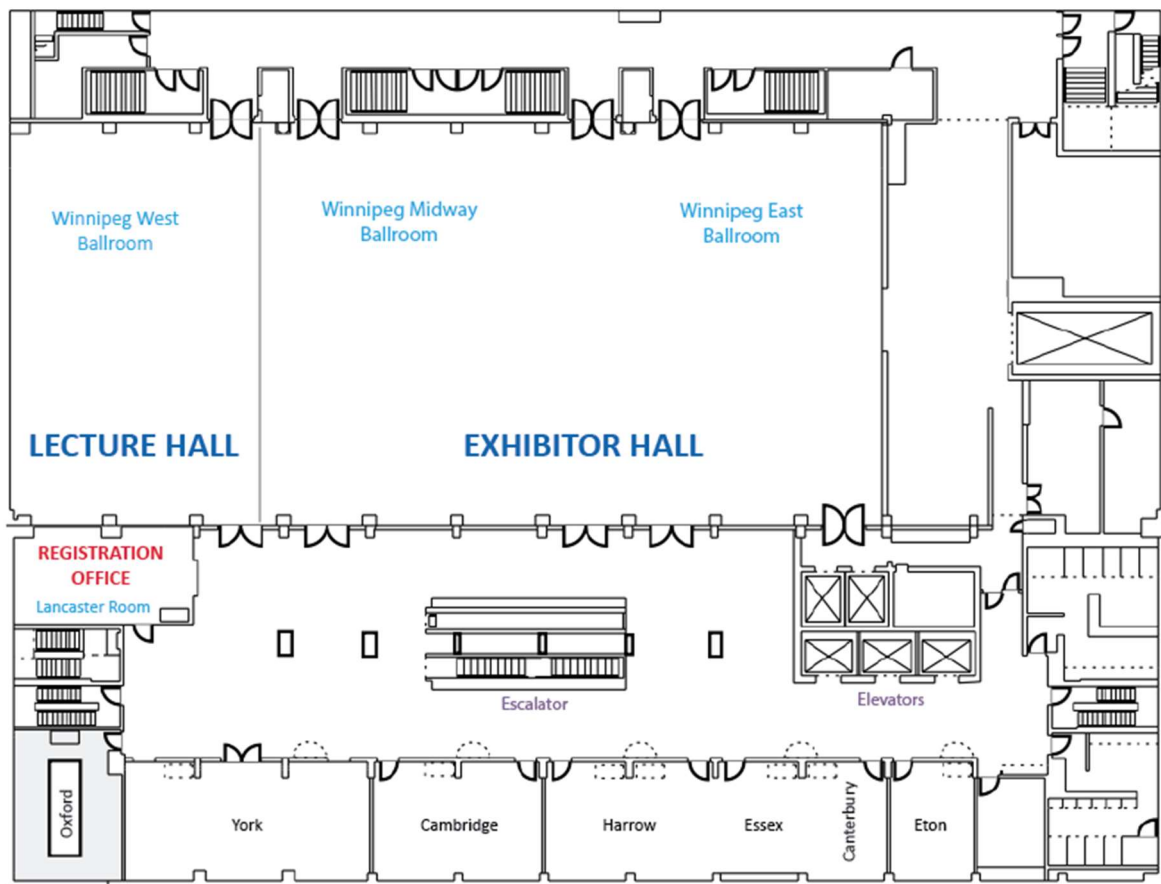 Winnipeg West
Ballroom
Winnipeg Midway
Ballroom
Winnipeg East
Ballroom
LECTURE HALL
EXHIBITOR HALL
REGISTRATION
OFFICE
Lancaster Room
Escalator
Elevators
Oxford
York
Cambridge
Harrow
Essex
Canterbury
Eton